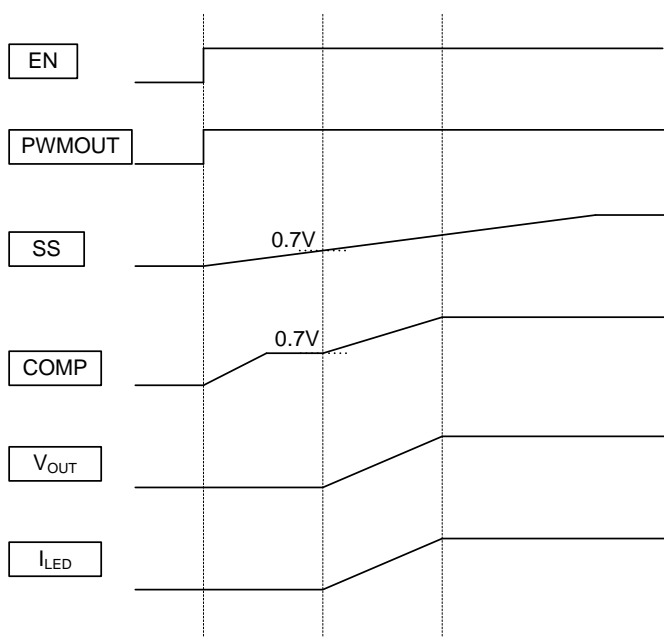 EN
PWMOUT
0.7V
SS
0.7V
COMP
VOUT
ILED